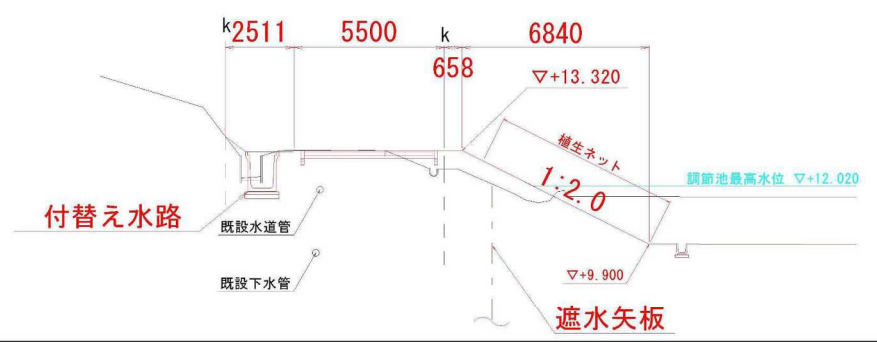 k
2511
5500
k
6840
658
▽+13.320
植生ネット
1:2.0
調節池最高水位 ▽+12.020
付替え水路
既設水道管
既設下水管
▽+9.900
遮水矢板